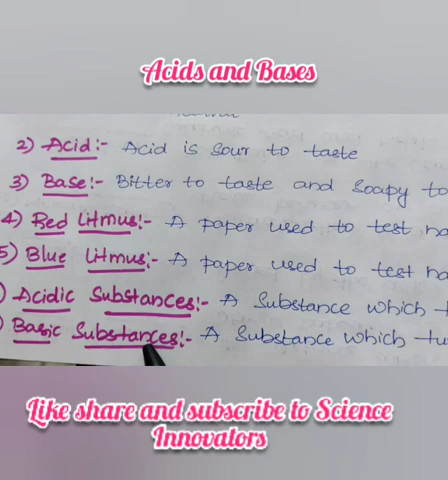 Acids and Bases
2) Acid:- Acid is sour to taste
3) Base:- Bitter to taste and soapy to
4) Red Litmus:- A paper used to test
5) Blue Litmus:- A paper used to test
) Acidic Substances:- A Substance which
) Basic Substances:- A Substance which
Like share and subscribe to Science
Innovators